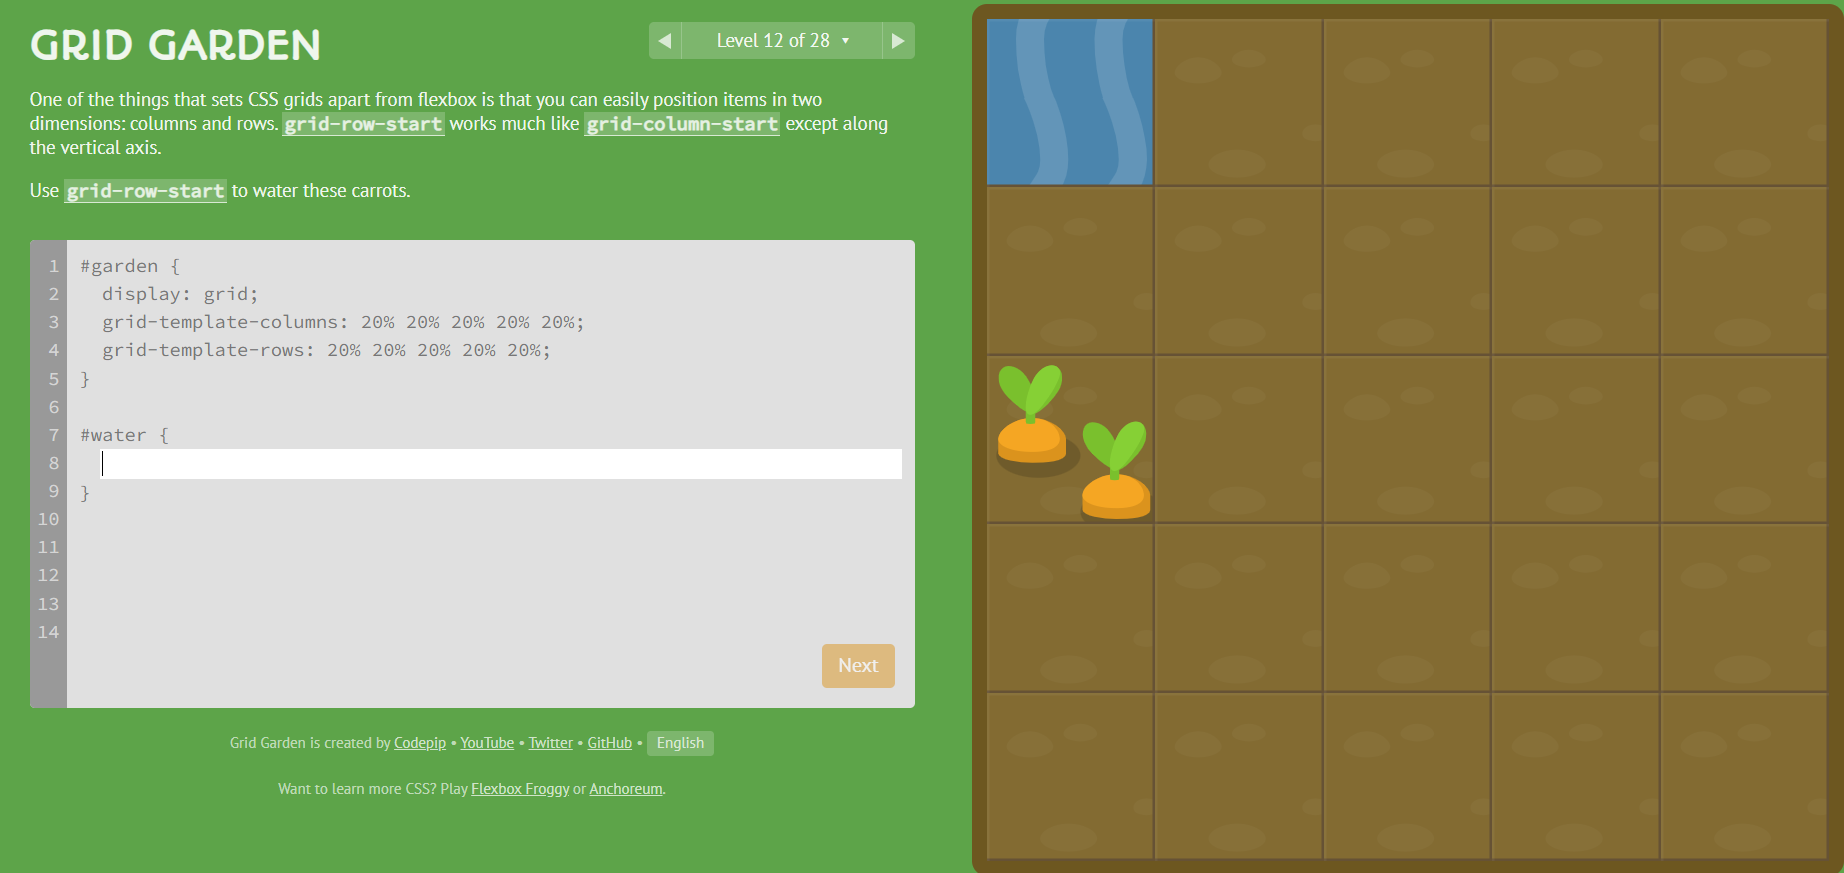 GRID GARDEN
◀ Level 12 of 28 ▾ ▶
One of the things that sets CSS grids apart from flexbox is that you can easily position items in two
dimensions: columns and rows. grid-row-start works much like grid-column-start except along
the vertical axis.
Use grid-row-start to water these carrots.
1 #garden {
2   display: grid;
3   grid-template-columns: 20% 20% 20% 20% 20%;
4   grid-template-rows: 20% 20% 20% 20% 20%;
5 }
6
7 #water {
8
9 }
10
11
12
13
14
Next
Grid Garden is created by Codepip • YouTube • Twitter • GitHub • English
Want to learn more CSS? Play Flexbox Froggy or Anchoreum.